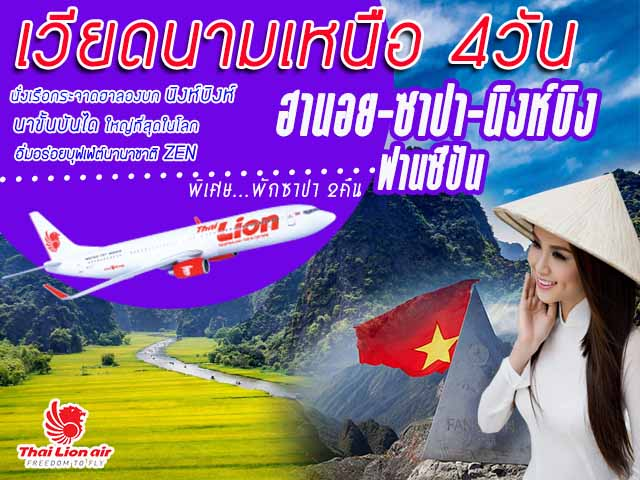 เวียดนามเหนือ 4วัน
นั่งเรือกระจาดฮาลองบก นิงห์บิงห์
นาขั้นบันได ใหญ่ที่สุดในโลก
อิ่มอร่อยบุฟเฟ่ต์นานาชาติ ZEN
ฮานอย-ซาปา-นิงห์บิง
ฟานซีปัน
พิเศษ...พักซาปา 2คืน
Thai Lion
FAN
Thai Lion air
FREEDOM TO FLY